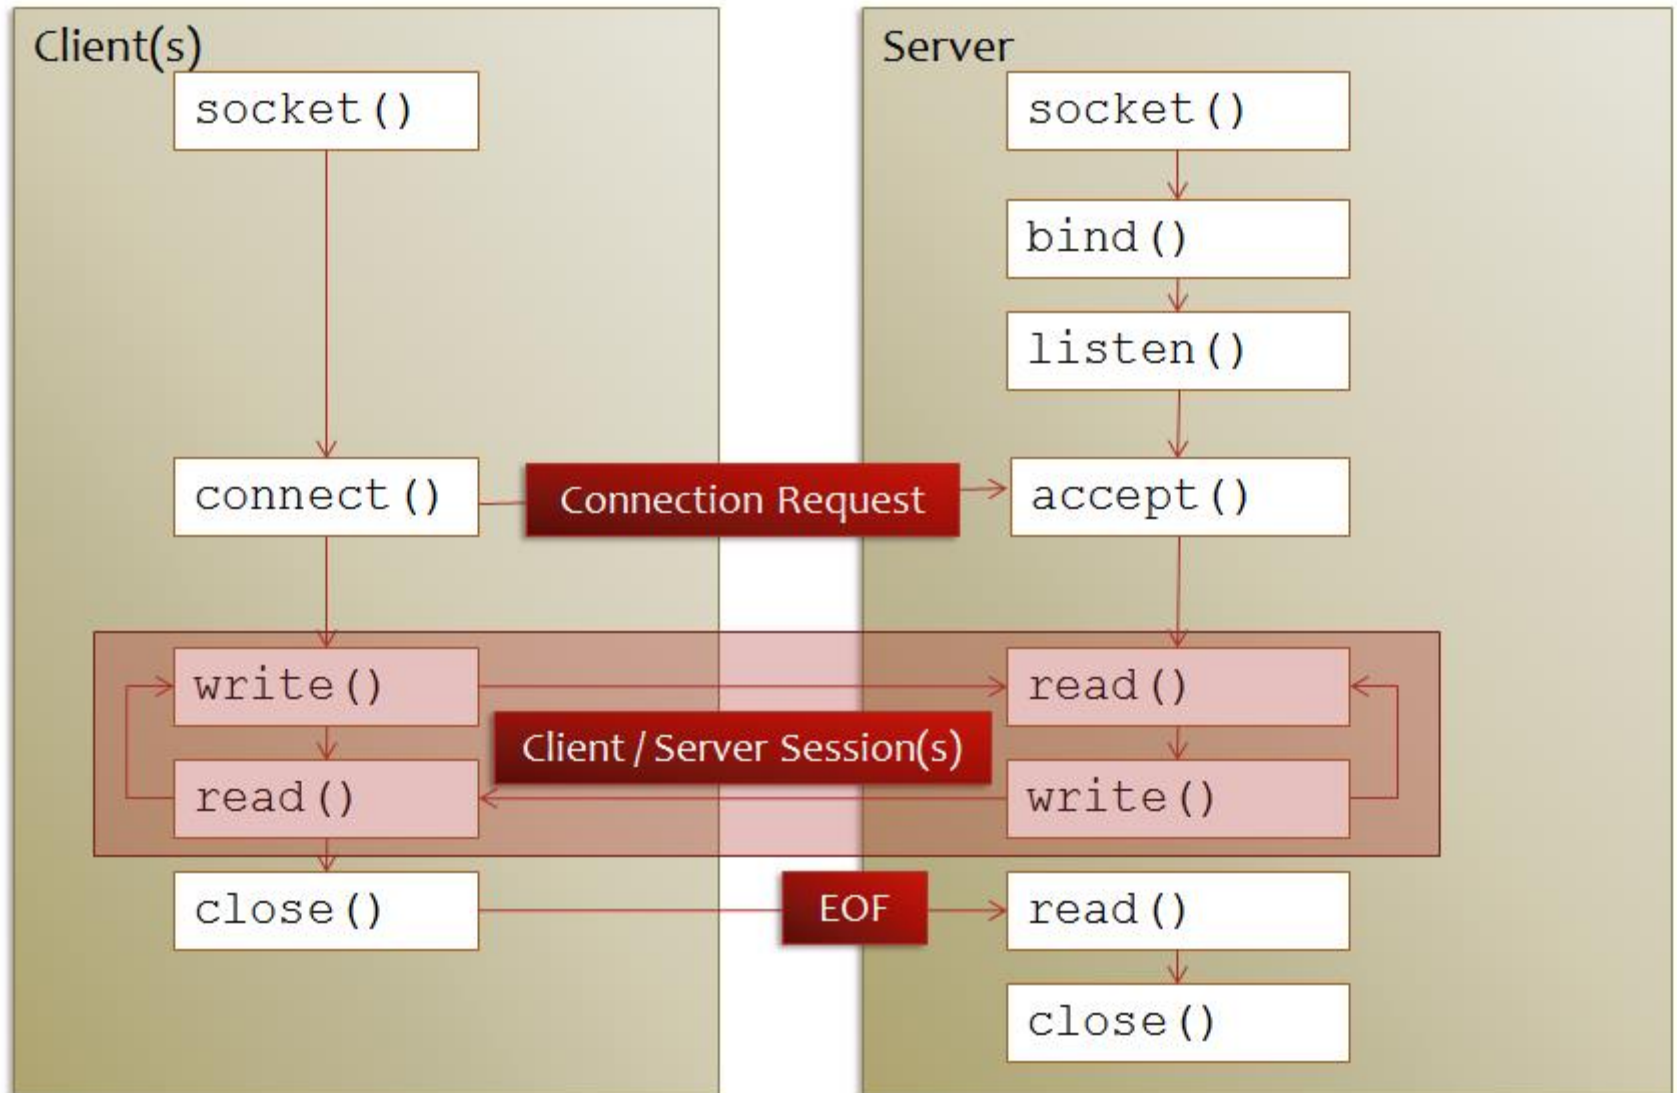 Client(s)
socket()
connect()
write()
read()
close()
Connection Request
Client / Server Session(s)
EOF
Server
socket()
bind()
listen()
accept()
read()
write()
read()
close()